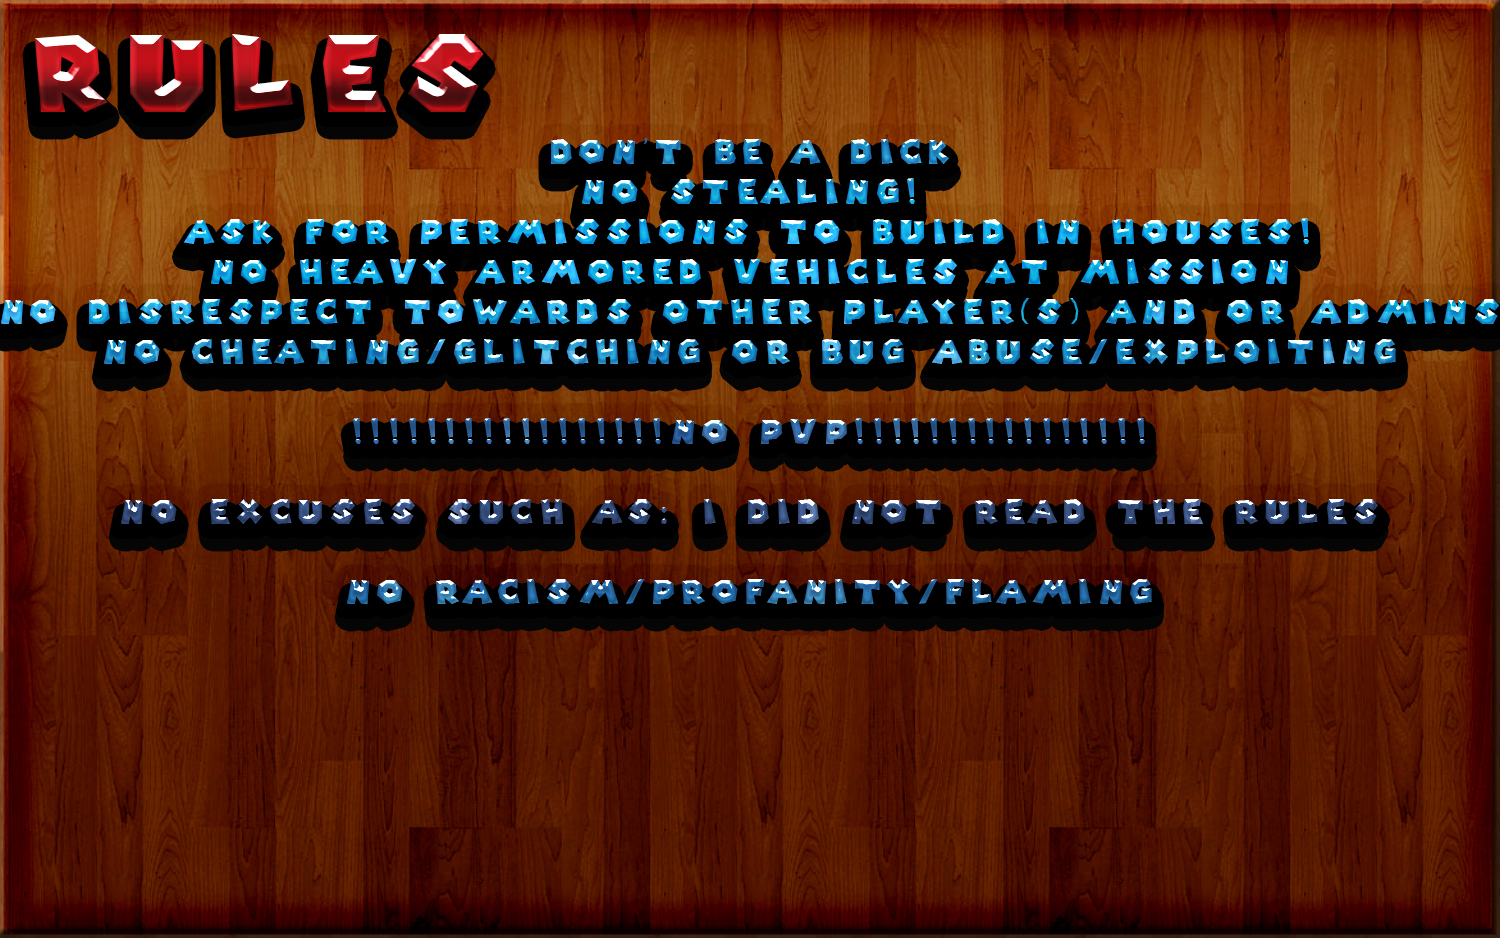 RULES
DON'T BE A DICK
NO STEALING!
ASK FOR PERMISSIONS TO BUILD IN HOUSES!
NO HEAVY ARMORED VEHICLES AT MISSION
NO DISRESPECT TOWARDS OTHER PLAYER(S) AND OR ADMINS
NO CHEATING/GLITCHING OR BUG ABUSE/EXPLOITING
!!!!!!!!!!!!!!!!!NO PVP!!!!!!!!!!!!!!!!
NO EXCUSES SUCH AS: I DID NOT READ THE RULES
NO RACISM/PROFANITY/FLAMING